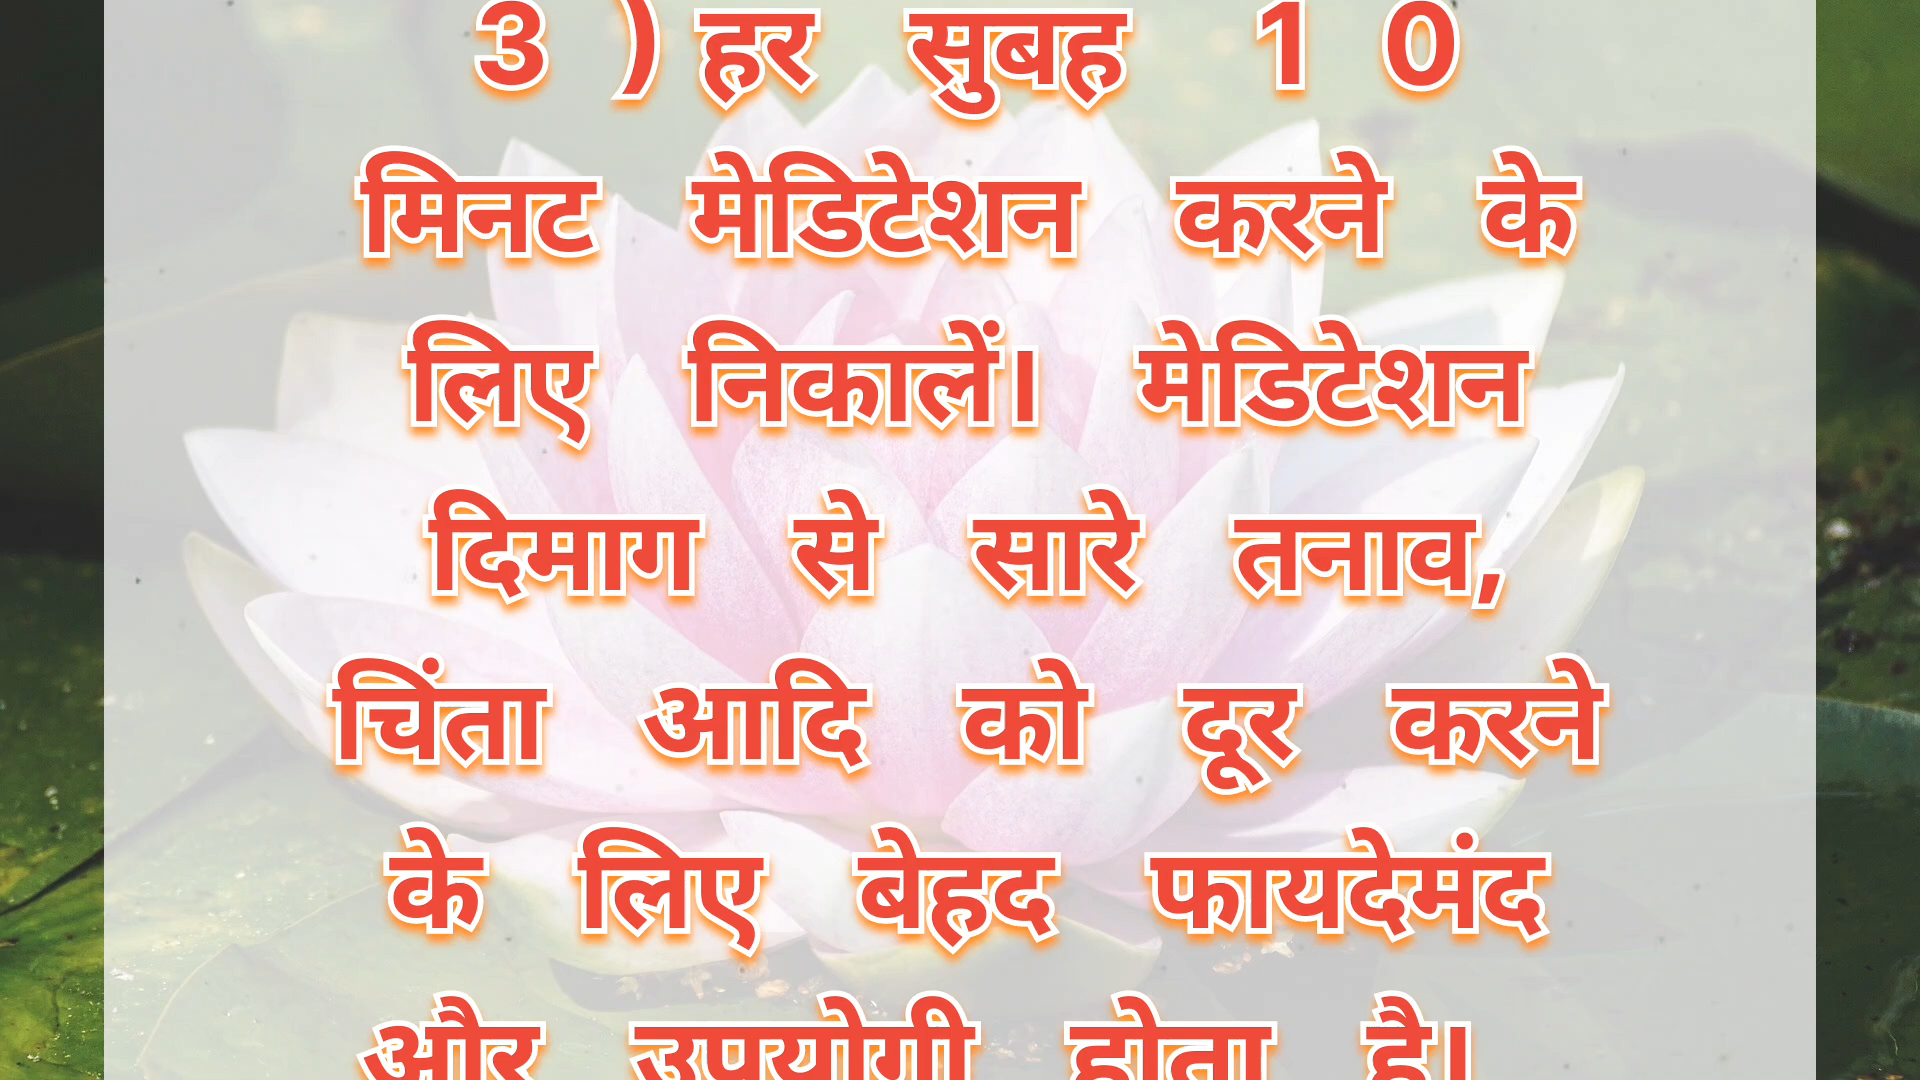 3 ) हर सुबह 1 0
मिनट मेडिटेशन करने के
लिए निकालें। मेडिटेशन
दिमाग से सारे तनाव,
चिंता आदि को दूर करने
के लिए बेहद फायदेमंद
और उपयोगी होता है।